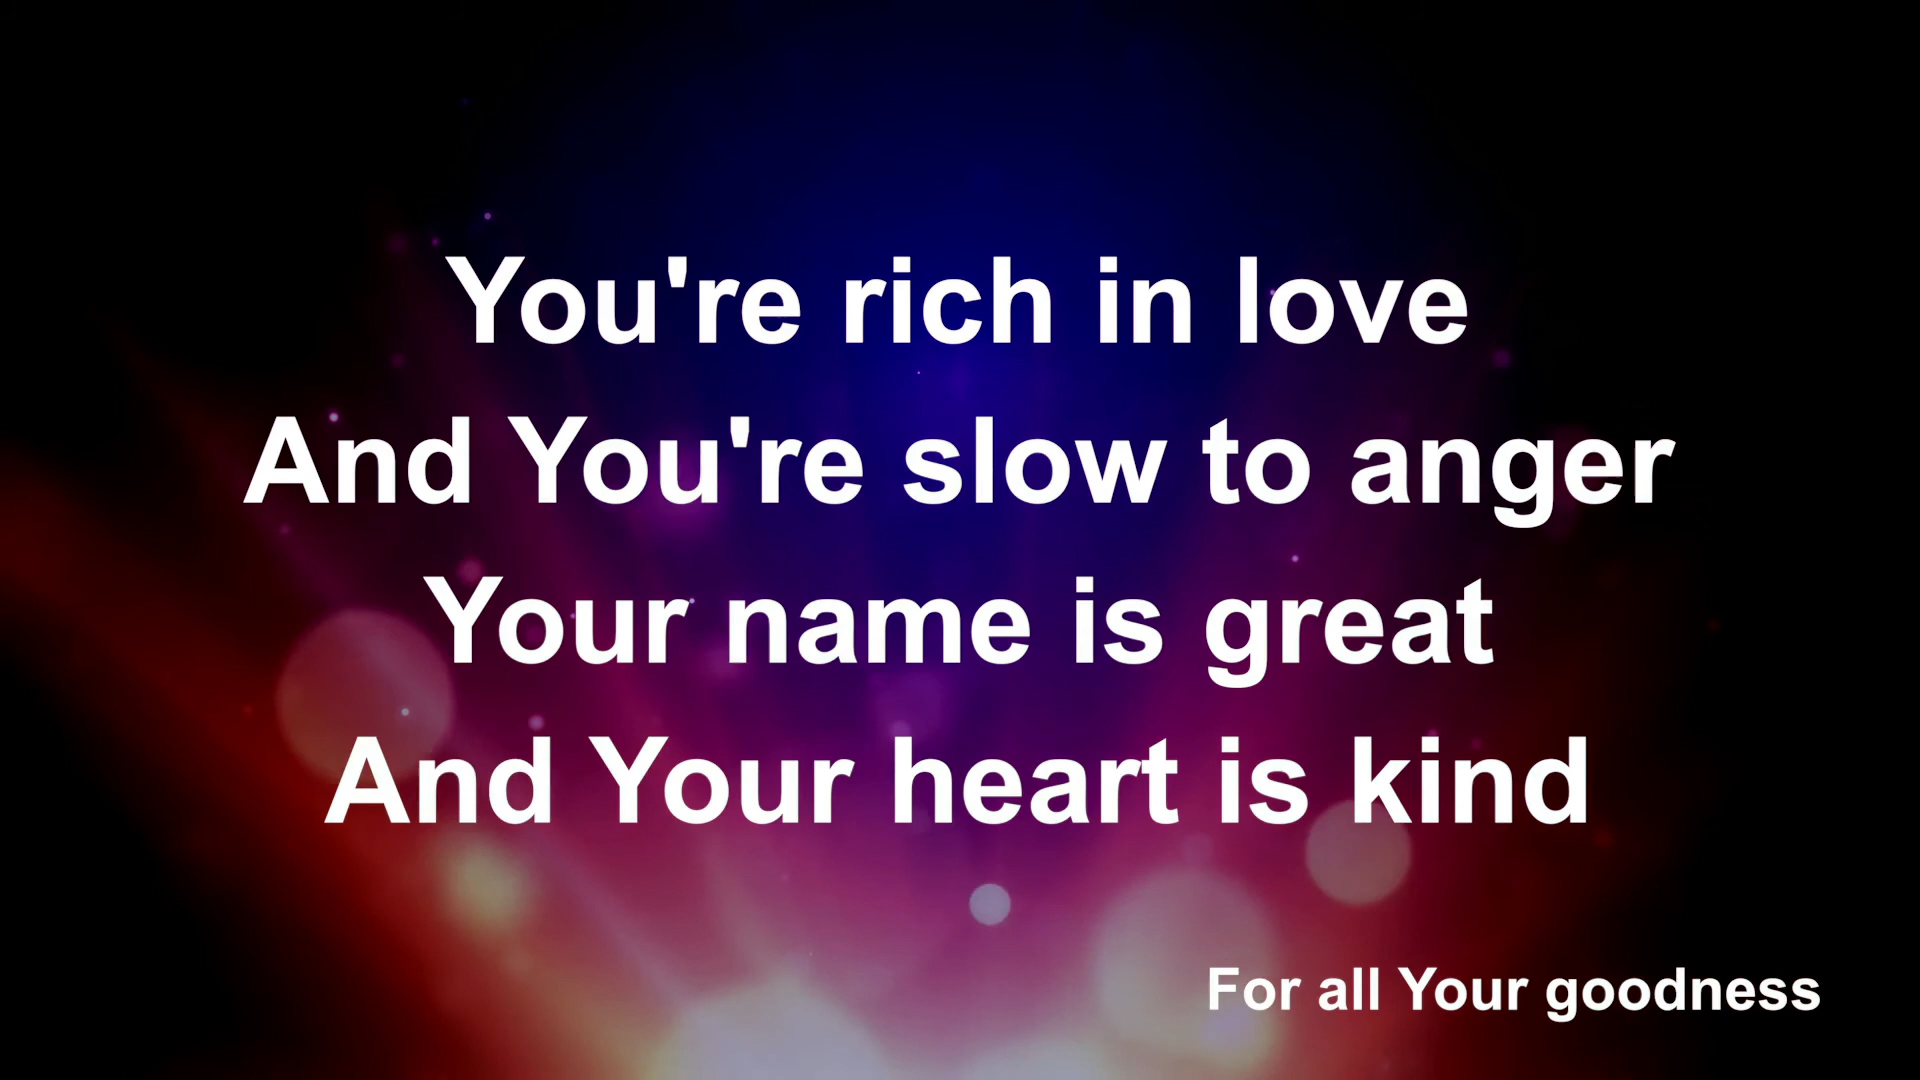 You're rich in love
And You're slow to anger
Your name is great
And Your heart is kind
For all Your goodness